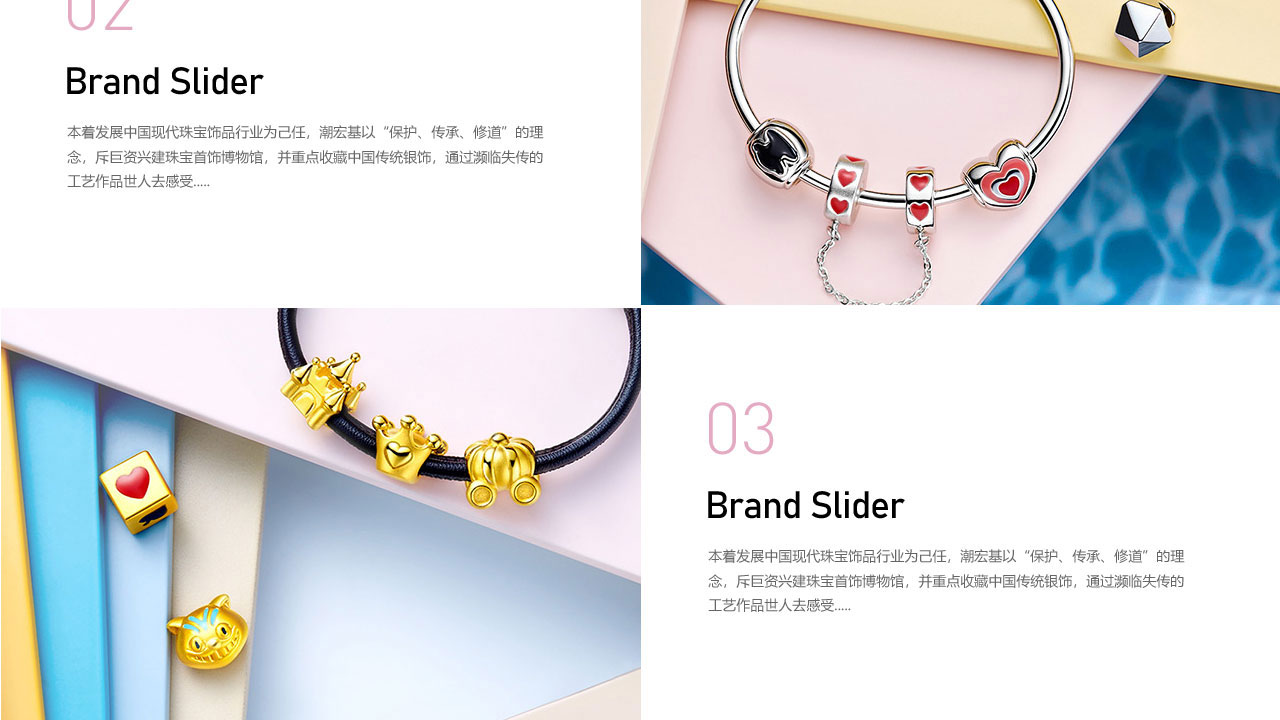 02
Brand Slider
本着发展中国现代珠宝饰品行业为己任，潮宏基以“保护、传承、修道”的理
念，斥巨资兴建珠宝首饰博物馆，并重点收藏中国传统银饰，通过濒临失传的
工艺作品世人去感受.....
03
Brand Slider
本着发展中国现代珠宝饰品行业为己任，潮宏基以“保护、传承、修道”的理
念，斥巨资兴建珠宝首饰博物馆，并重点收藏中国传统银饰，通过濒临失传的
工艺作品世人去感受.....